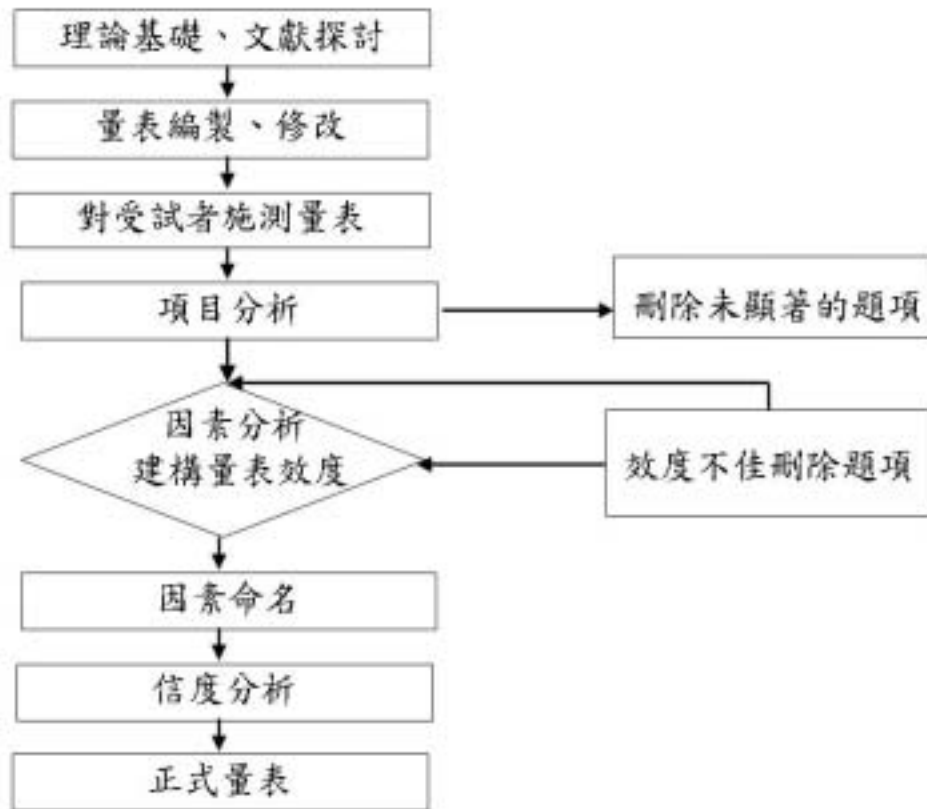 理論基礎、文獻探討
量表編製、修改
對受試者施測量表
項目分析
刪除未顯著的題項
因素分析
建構量表效度
效度不佳刪除題項
因素命名
信度分析
正式量表